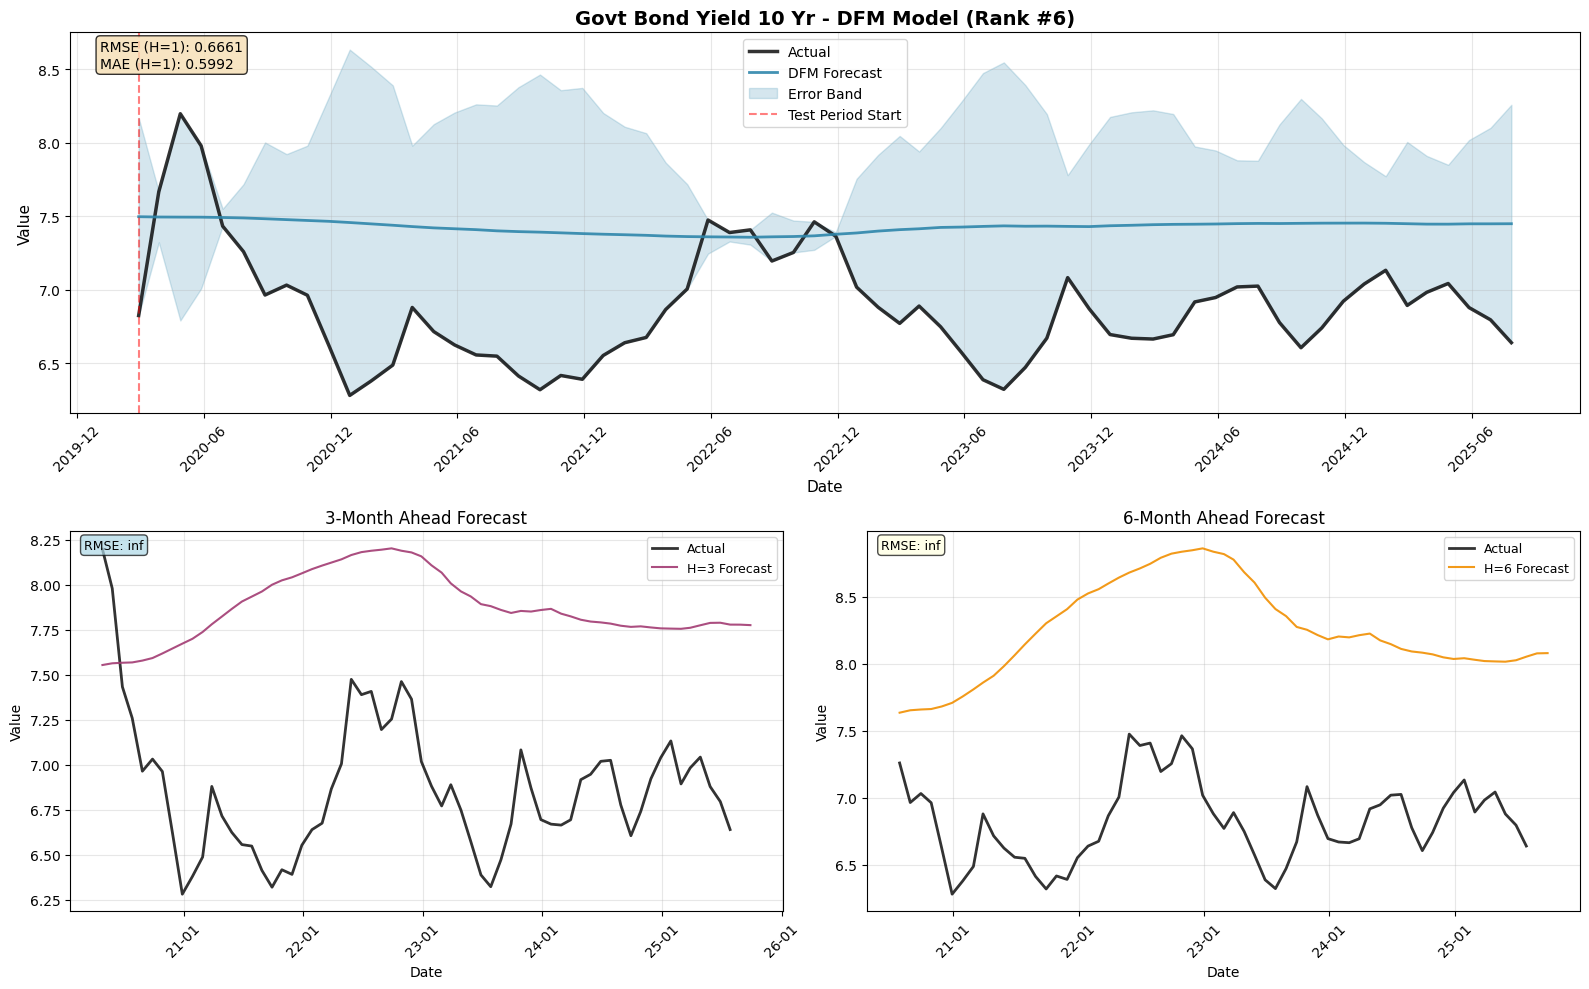 Govt Bond Yield 10 Yr - DFM Model (Rank #6)
RMSE (H=1): 0.6661
MAE (H=1): 0.5992
Actual
DFM Forecast
Error Band
Test Period Start
Value
8.5
8.0
7.5
7.0
6.5
2019-12
2020-06
2020-12
2021-06
2021-12
2022-06
2022-12
2023-06
2023-12
2024-06
2024-12
2025-06
Date
3-Month Ahead Forecast
RMSE: inf
Actual
H=3 Forecast
Value
8.25
8.00
7.75
7.50
7.25
7.00
6.75
6.50
6.25
21-01
22-01
23-01
24-01
25-01
26-01
Date
6-Month Ahead Forecast
RMSE: inf
Actual
H=6 Forecast
Value
8.5
8.0
7.5
7.0
6.5
21-01
22-01
23-01
24-01
25-01
Date